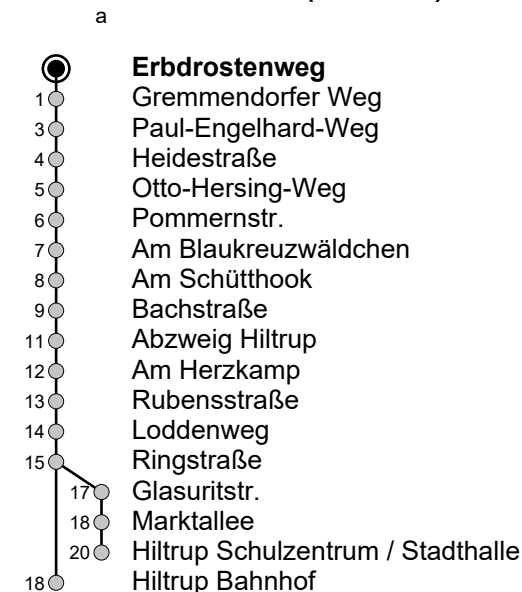 a
Erbdrostenweg
1 Gremmendorfer Weg
3 Paul-Engelhard-Weg
4 Heidestraße
5 Otto-Hersing-Weg
6 Pommernstr.
7 Am Blaukreuzwäldchen
8 Am Schütthook
9 Bachstraße
11 Abzweig Hiltrup
12 Am Herzkamp
13 Rubensstraße
14 Loddenweg
15 Ringstraße
17 Glasuritstr.
18 Marktallee
20 Hiltrup Schulzentrum / Stadthalle
18 Hiltrup Bahnhof